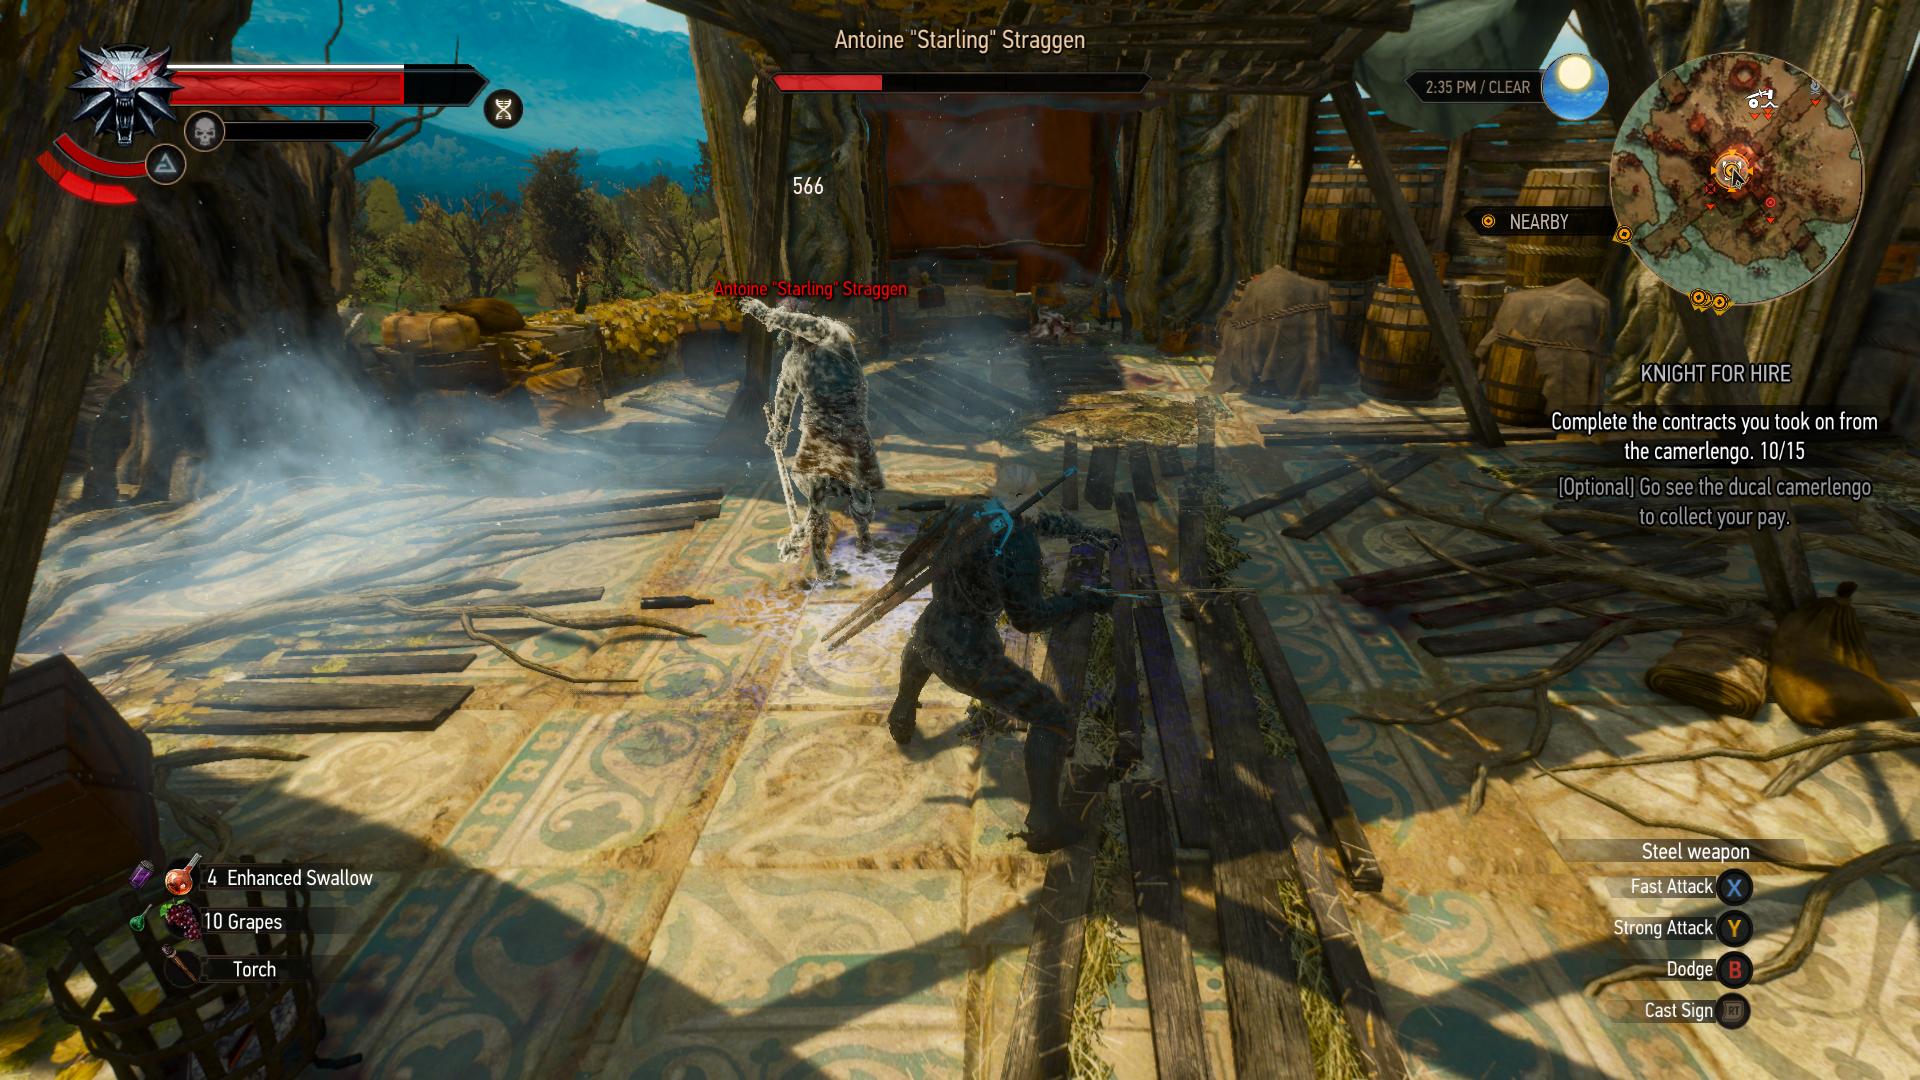 Antoine "Starling" Straggen
2:35 PM / CLEAR
566
NEARBY
Antoine "Starling" Straggen
KNIGHT FOR HIRE
Complete the contracts you took on from
the camerlengo. 10/15
[Optional] Go see the ducal camerlengo
to collect your pay.
Steel weapon
Fast Attack X
Strong Attack Y
Dodge B
Cast Sign RT
4 Enhanced Swallow
10 Grapes
Torch